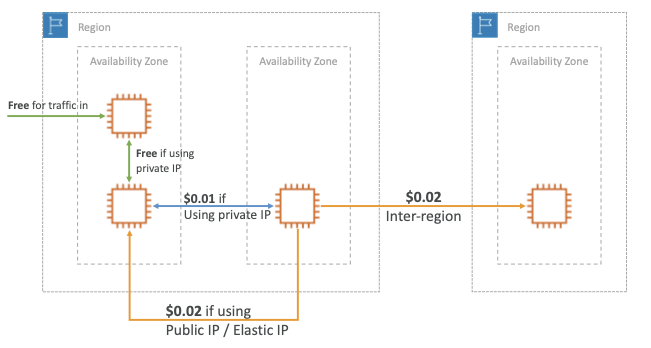 Region
Region
Availability Zone
Availability Zone
Availability Zone
Free for traffic in
Free if using
private IP
$0.01 if
Using private IP
$0.02
Inter-region
$0.02 if using
Public IP / Elastic IP